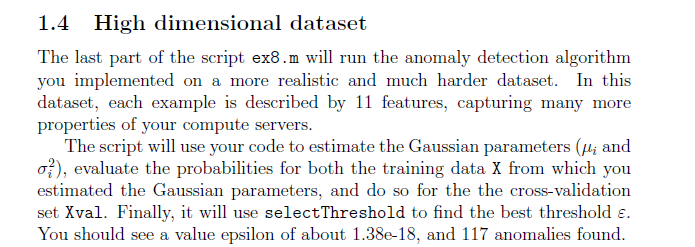 1.4 High dimensional dataset
The last part of the script ex8.m will run the anomaly detection algorithm
you implemented on a more realistic and much harder dataset. In this
dataset, each example is described by 11 features, capturing many more
properties of your compute servers.
The script will use your code to estimate the Gaussian parameters (μᵢ and
σᵢ²), evaluate the probabilities for both the training data X from which you
estimated the Gaussian parameters, and do so for the the cross-validation
set Xval. Finally, it will use selectThreshold to find the best threshold ε.
You should see a value epsilon of about 1.38e-18, and 117 anomalies found.